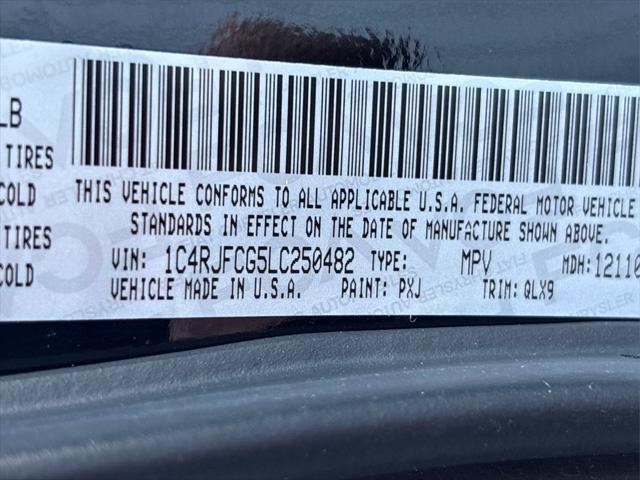 LB
TIRES
COLD
THIS VEHICLE CONFORMS TO ALL APPLICABLE U.S.A. FEDERAL MOTOR VEHICLE
STANDARDS IN EFFECT ON THE DATE OF MANUFACTURE SHOWN ABOVE.
TIRES
VIN: 1C4RJFCG5LC250482 TYPE: MPV MDH: 12110
COLD
VEHICLE MADE IN U.S.A. PAINT: PXJ TRIM: QLX9